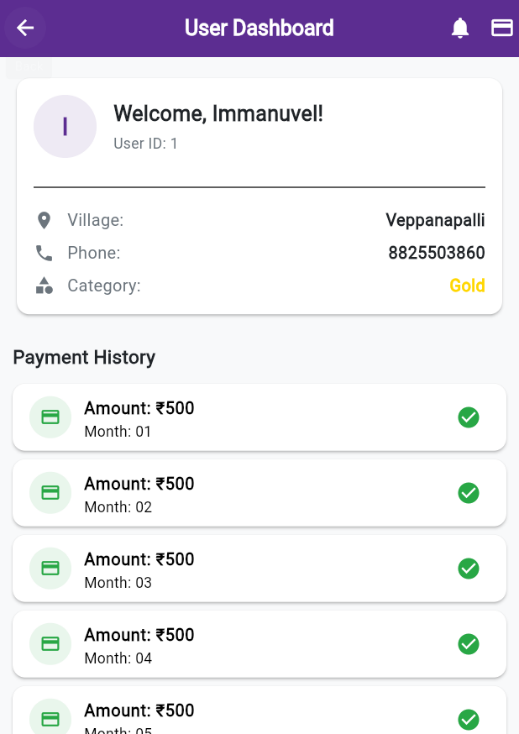 User Dashboard
I
Welcome, Immanuvel!
User ID: 1
Village: Veppanapalli
Phone: 8825503860
Category: Gold
Payment History
Amount: ₹500
Month: 01
Amount: ₹500
Month: 02
Amount: ₹500
Month: 03
Amount: ₹500
Month: 04
Amount: ₹500
Month: 05